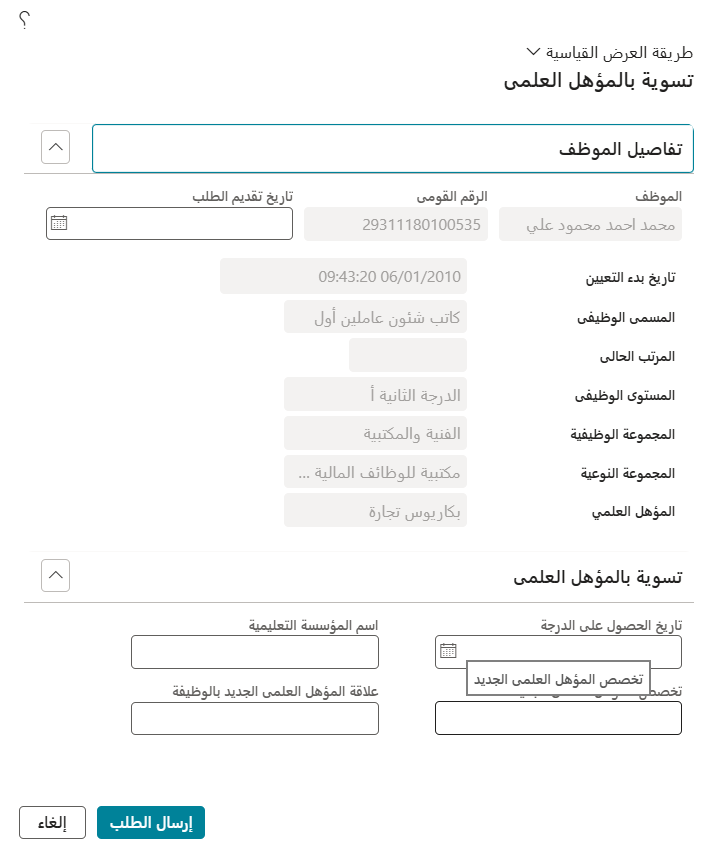 ؟
طريقة العرض القياسية
تسوية بالمؤهل العلمى
تفاصيل الموظف
الموظف الرقم القومى تاريخ تقديم الطلب
محمد احمد محمود علي 29311180100535
تاريخ بدء التعيين 06/01/2010 09:43:20
المسمى الوظيفى كاتب شئون عاملين أول
المرتب الحالى
المستوى الوظيفى الدرجة الثانية أ
المجموعة الوظيفية الفنية والمكتبية
المجموعة النوعية مكتبية للوظائف المالية ...
المؤهل العلمي بكاريوس تجارة
تسوية بالمؤهل العلمى
تاريخ الحصول على الدرجة اسم المؤسسة التعليمية
تخصص المؤهل العلمى الجديد
علاقة المؤهل العلمى الجديد بالوظيفة
إرسال الطلب إلغاء